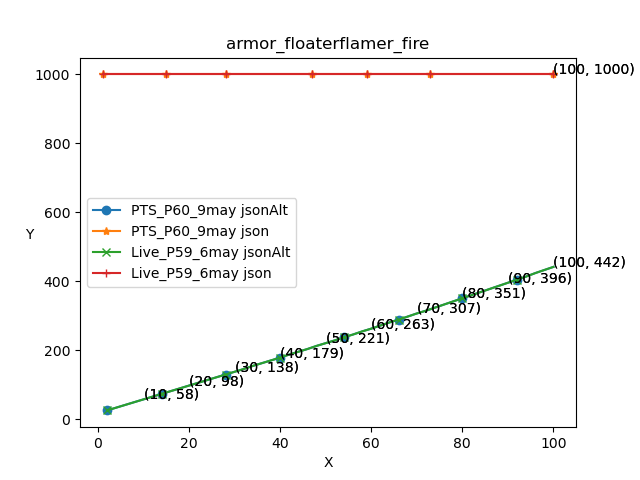 armor_floaterflamer_fire
(100, 1000)
1000
800
600
400
200
0
Y
PTS_P60_9may jsonAlt
PTS_P60_9may json
Live_P59_6may jsonAlt
Live_P59_6may json
(100, 442)
(90, 396)
(80, 351)
(70, 307)
(60, 263)
(50, 221)
(40, 179)
(30, 138)
(20, 98)
(10, 58)
0 20 40 60 80 100
X